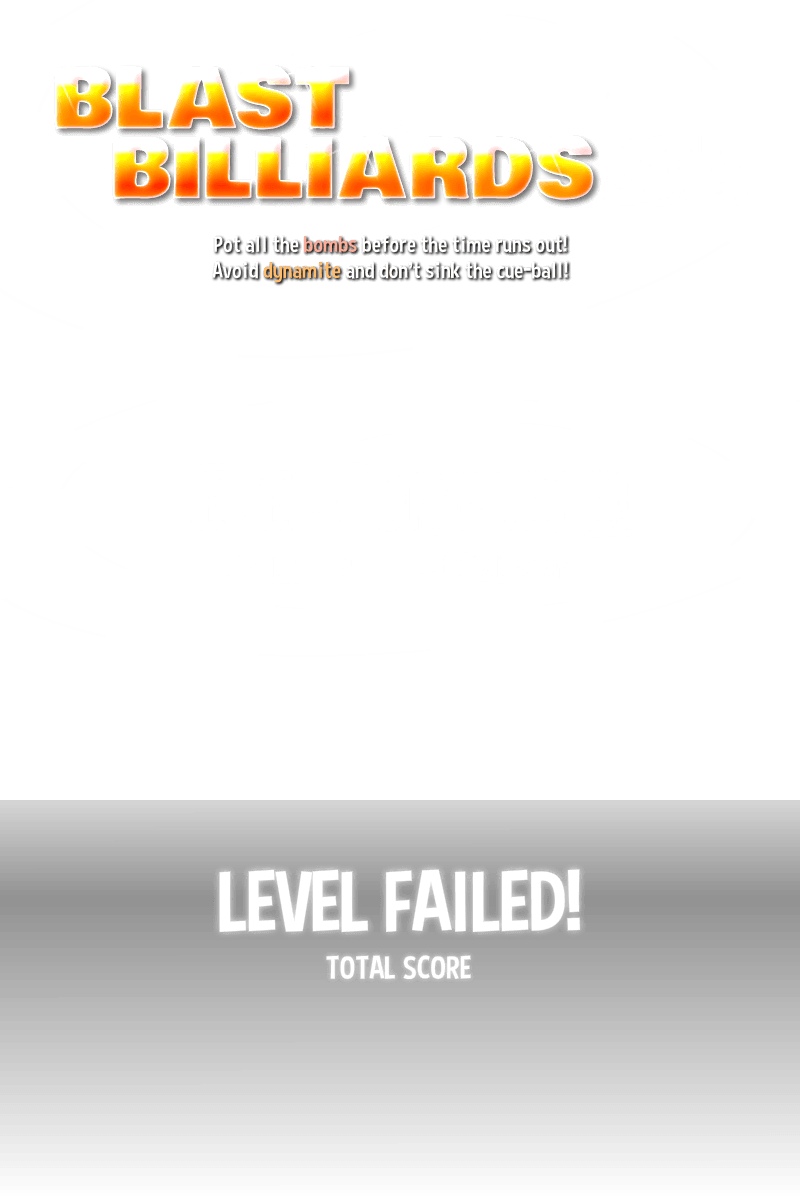 BLAST
BILLIARDS
Pot all the bombs before the time runs out!
Avoid dynamite and don't sink the cue-ball!
LEVEL FAILED!
TOTAL SCORE